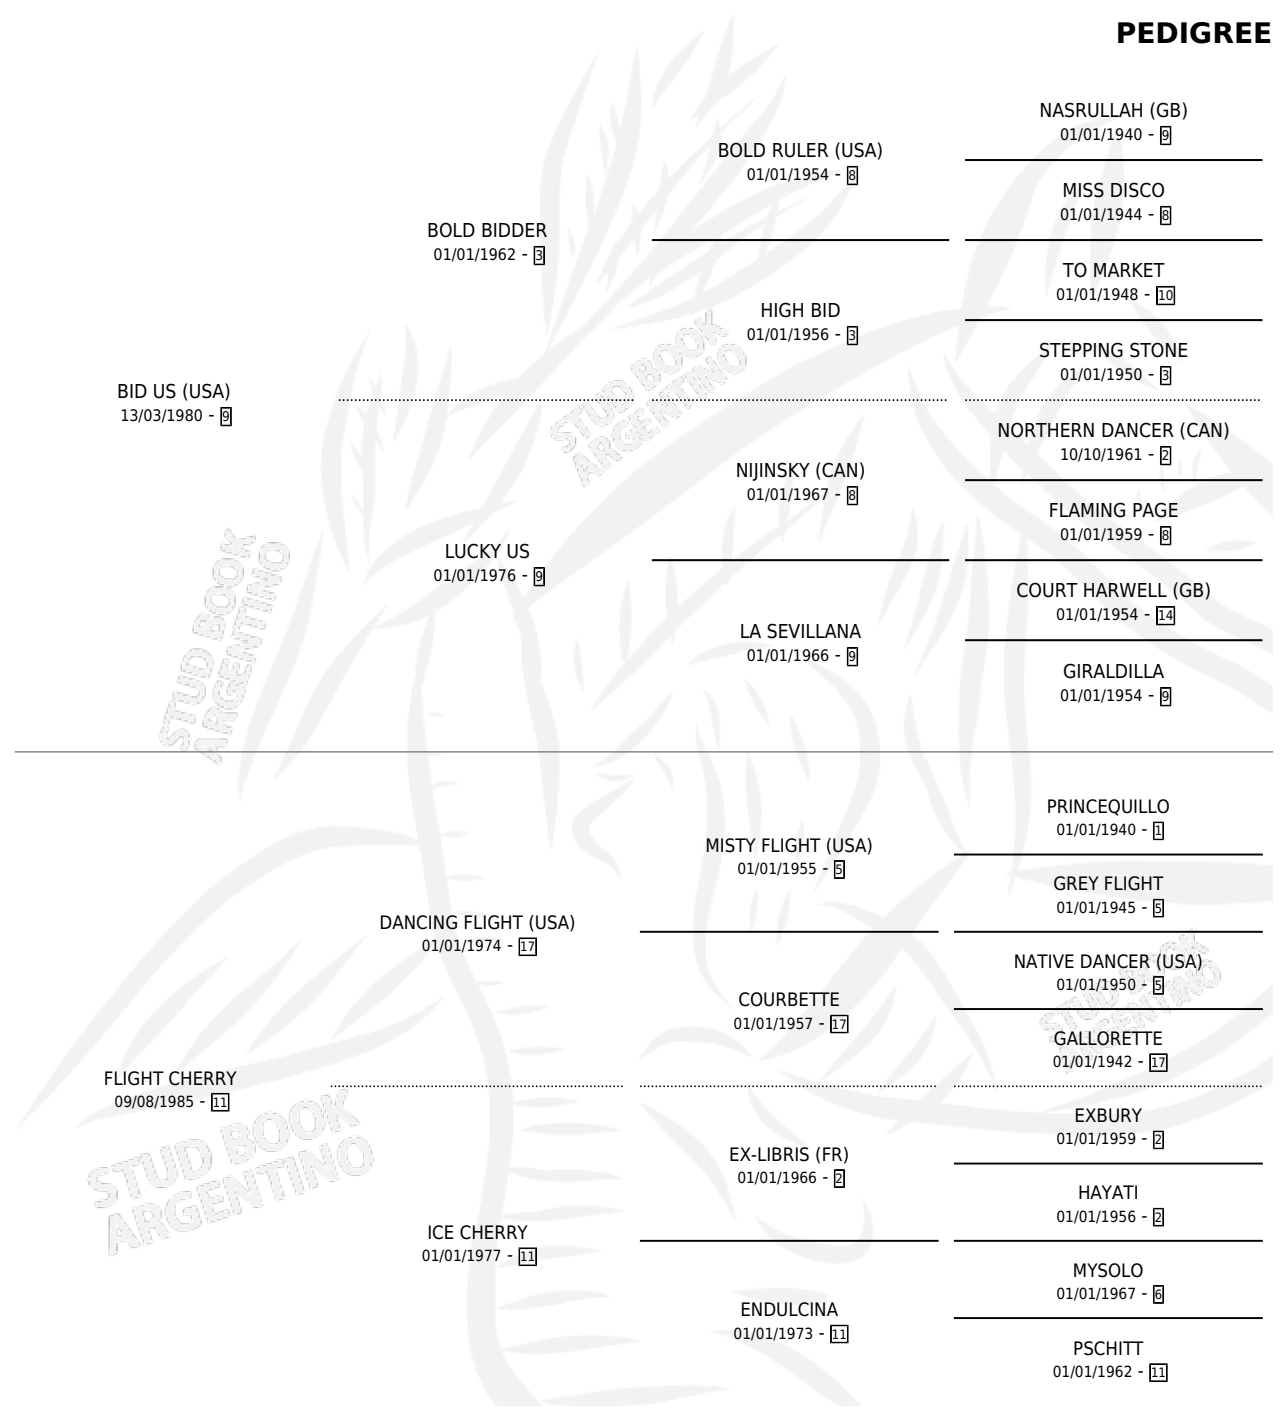 PEDIGREE
NASRULLAH (GB)
01/01/1940 - 9
BOLD RULER (USA)
01/01/1954 - 8
MISS DISCO
01/01/1944 - 8
BOLD BIDDER
01/01/1962 - 3
TO MARKET
01/01/1948 - 10
HIGH BID
01/01/1956 - 3
STEPPING STONE
01/01/1950 - 3
BID US (USA)
13/03/1980 - 9
NORTHERN DANCER (CAN)
10/10/1961 - 2
NIJINSKY (CAN)
01/01/1967 - 8
FLAMING PAGE
01/01/1959 - 8
LUCKY US
01/01/1976 - 9
COURT HARWELL (GB)
01/01/1954 - 14
LA SEVILLANA
01/01/1966 - 9
GIRALDILLA
01/01/1954 - 9
PRINCEQUILLO
01/01/1940 - 1
MISTY FLIGHT (USA)
01/01/1955 - 5
GREY FLIGHT
01/01/1945 - 5
DANCING FLIGHT (USA)
01/01/1974 - 17
NATIVE DANCER (USA)
01/01/1950 - 5
COURBETTE
01/01/1957 - 17
GALLORETTE
01/01/1942 - 17
FLIGHT CHERRY
09/08/1985 - 11
EXBURY
01/01/1959 - 2
EX-LIBRIS (FR)
01/01/1966 - 2
HAYATI
01/01/1956 - 2
ICE CHERRY
01/01/1977 - 11
MYSOLO
01/01/1967 - 6
ENDULCINA
01/01/1973 - 11
PSCHITT
01/01/1962 - 11
STUD BOOK
ARGENTINO
STUD BOOK
ARGENTINO
STUD BOOK
ARGENTINO
STUD BOOK
ARGENTINO